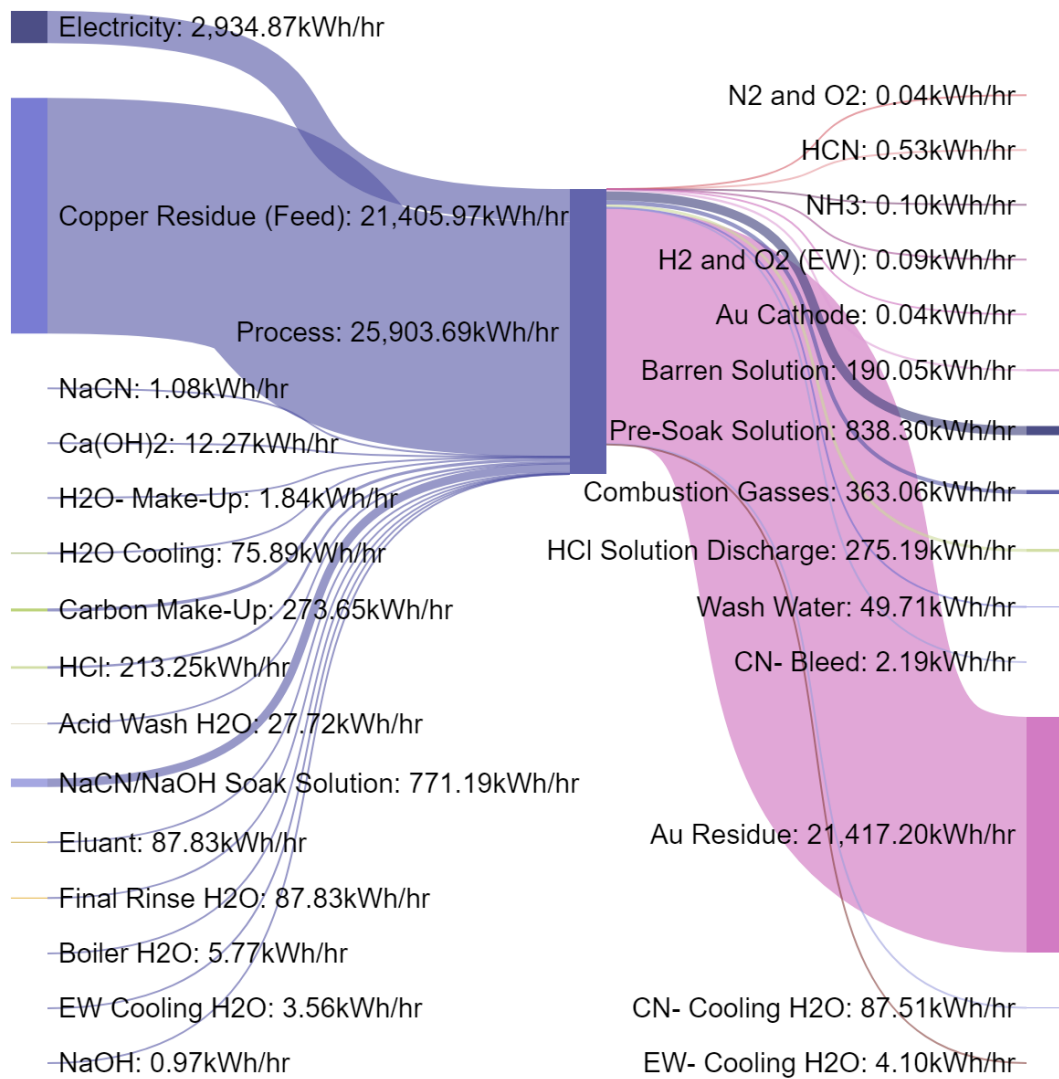 Electricity: 2,934.87kWh/hr
Copper Residue (Feed): 21,405.97kWh/hr
Process: 25,903.69kWh/hr
NaCN: 1.08kWh/hr
Ca(OH)2: 12.27kWh/hr
H2O- Make-Up: 1.84kWh/hr
H2O Cooling: 75.89kWh/hr
Carbon Make-Up: 273.65kWh/hr
HCl: 213.25kWh/hr
Acid Wash H2O: 27.72kWh/hr
NaCN/NaOH Soak Solution: 771.19kWh/hr
Eluant: 87.83kWh/hr
Final Rinse H2O: 87.83kWh/hr
Boiler H2O: 5.77kWh/hr
EW Cooling H2O: 3.56kWh/hr
NaOH: 0.97kWh/hr
N2 and O2: 0.04kWh/hr
HCN: 0.53kWh/hr
NH3: 0.10kWh/hr
H2 and O2 (EW): 0.09kWh/hr
Au Cathode: 0.04kWh/hr
Barren Solution: 190.05kWh/hr
Pre-Soak Solution: 838.30kWh/hr
Combustion Gasses: 363.06kWh/hr
HCl Solution Discharge: 275.19kWh/hr
Wash Water: 49.71kWh/hr
CN- Bleed: 2.19kWh/hr
Au Residue: 21,417.20kWh/hr
CN- Cooling H2O: 87.51kWh/hr
EW- Cooling H2O: 4.10kWh/hr